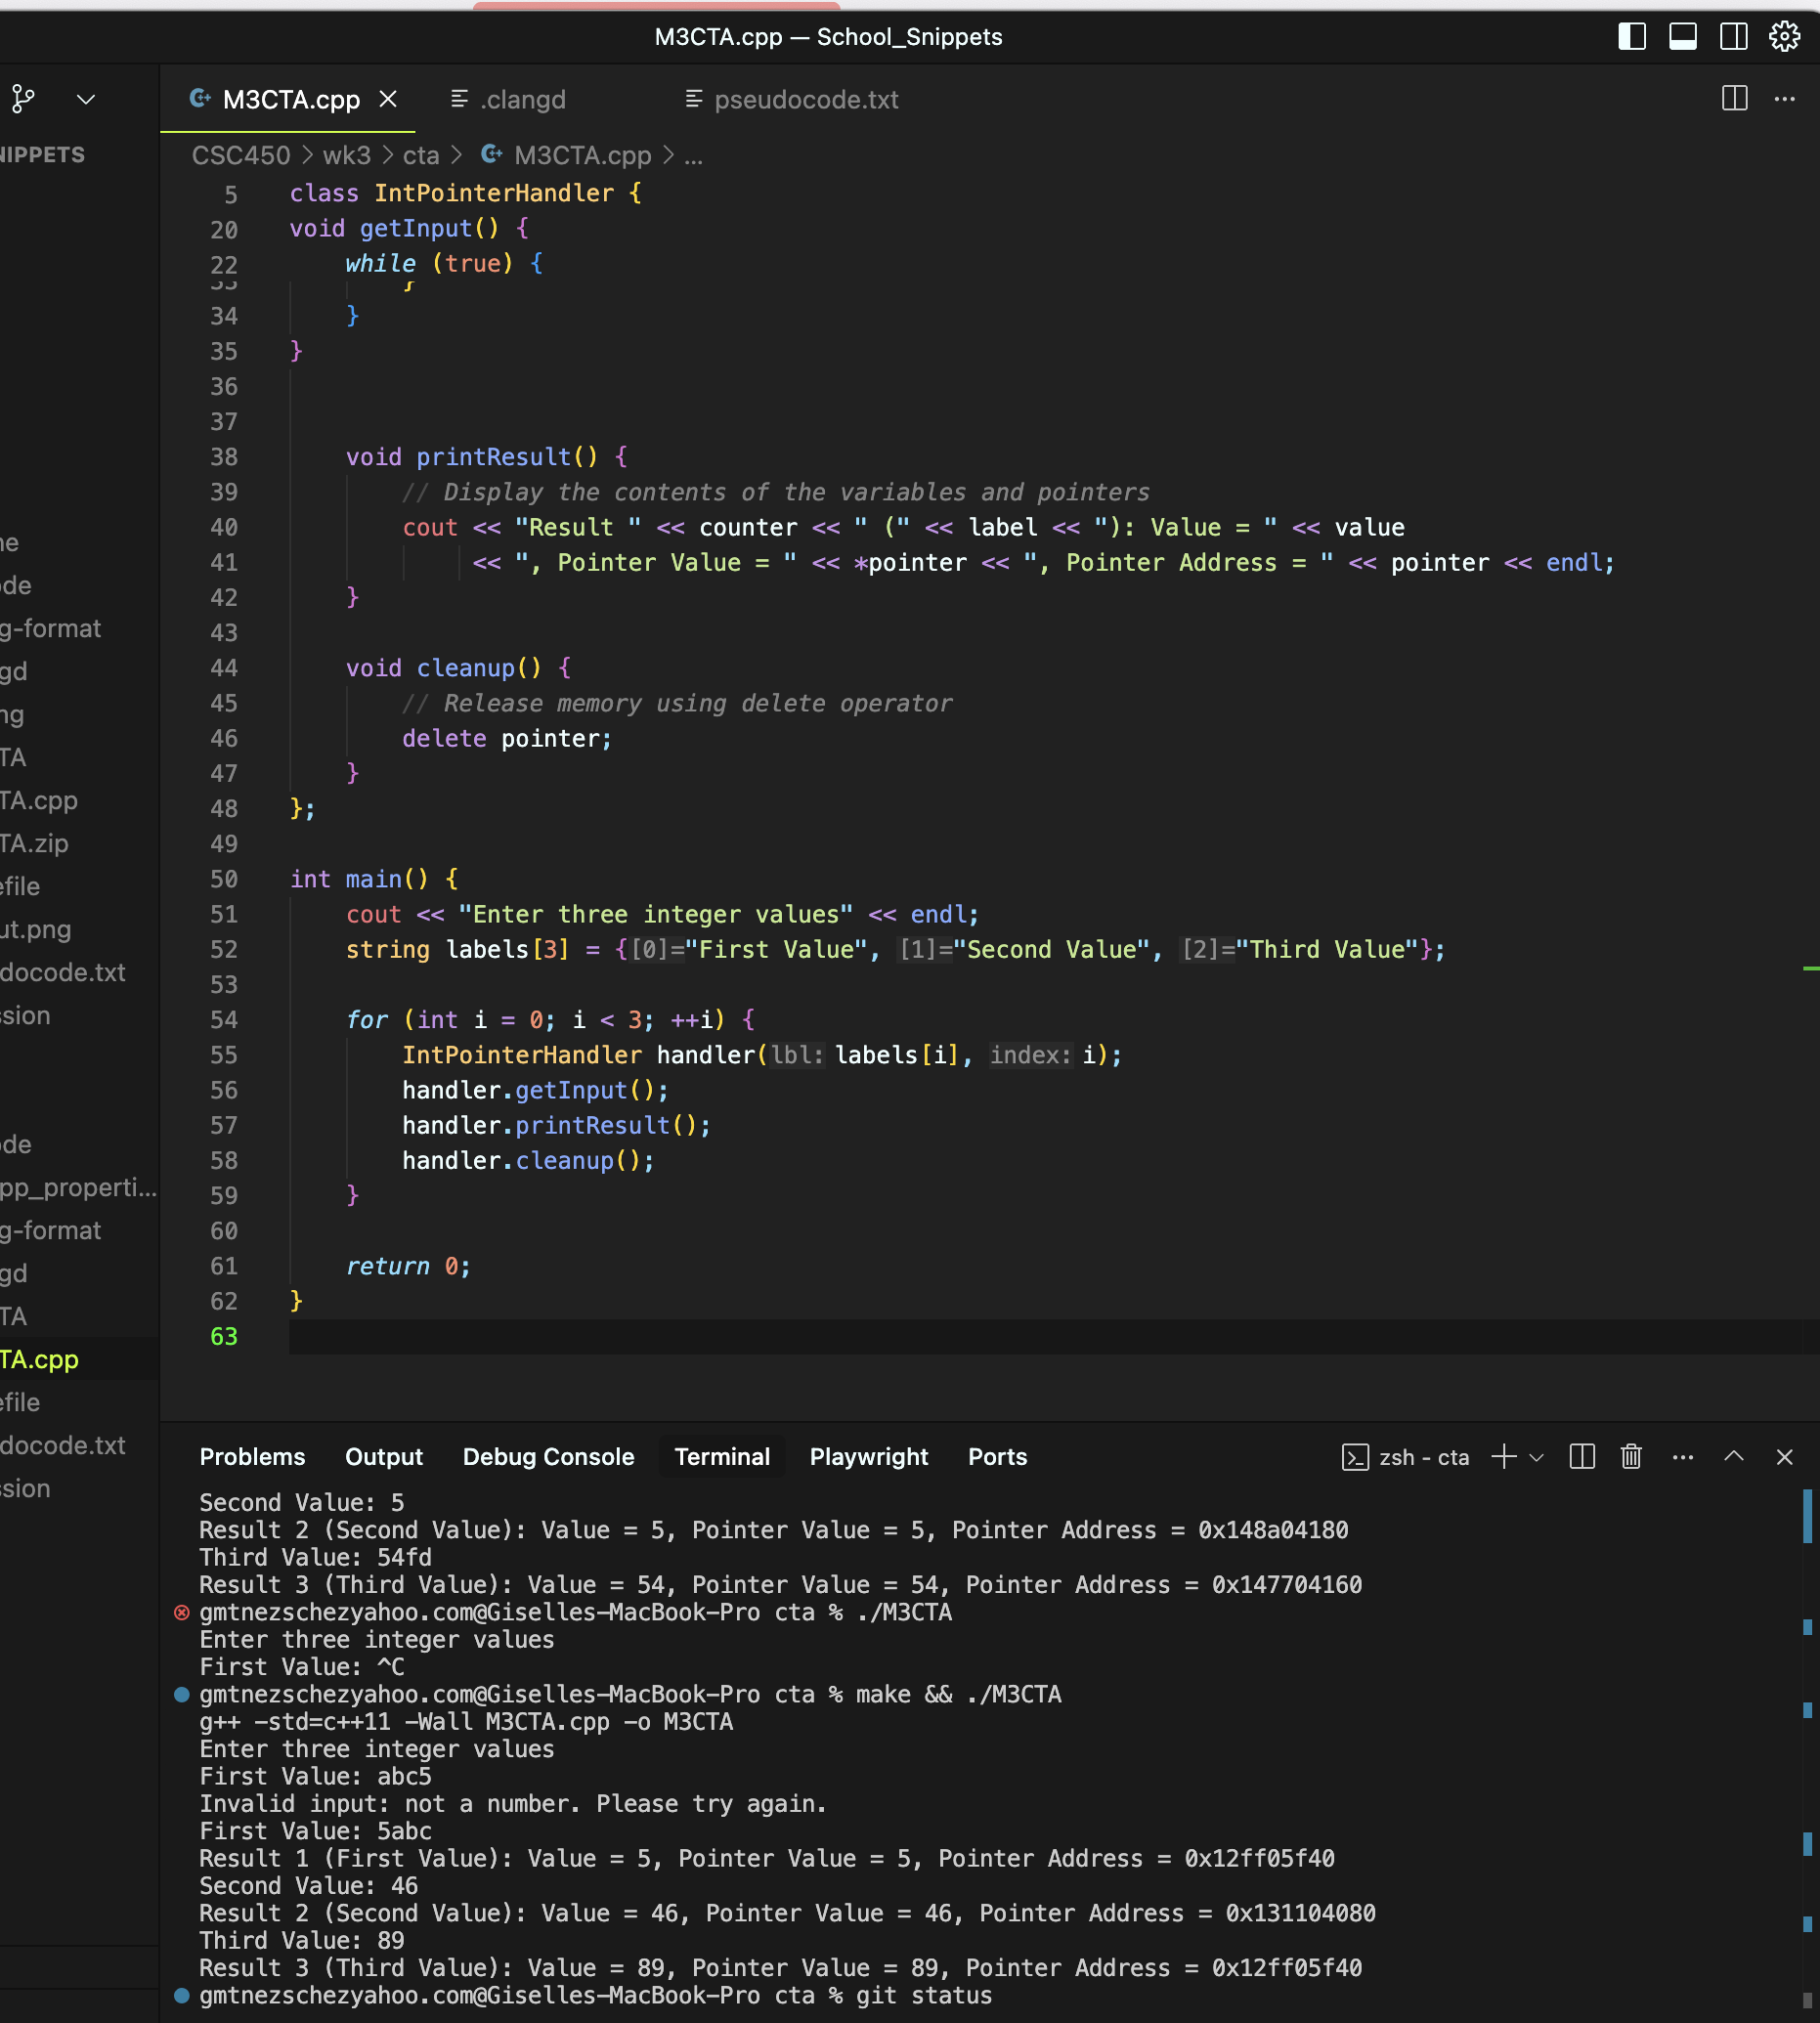 M3CTA.cpp — School_Snippets
M3CTA.cpp .clangd pseudocode.txt
NIPPETS
CSC450 > wk3 > cta > M3CTA.cpp > ...
5 class IntPointerHandler {
20 void getInput() {
22 while (true) {
33 }
34 }
35 }
36
37
38 void printResult() {
39 // Display the contents of the variables and pointers
40 cout << "Result " << counter << " (" << label << "): Value = " << value
41 << ", Pointer Value = " << *pointer << ", Pointer Address = " << pointer << endl;
42 }
43
44 void cleanup() {
45 // Release memory using delete operator
46 delete pointer;
47 }
48 };
49
50 int main() {
51 cout << "Enter three integer values" << endl;
52 string labels[3] = {[0]="First Value", [1]="Second Value", [2]="Third Value"};
53
54 for (int i = 0; i < 3; ++i) {
55 IntPointerHandler handler(lbl: labels[i], index: i);
56 handler.getInput();
57 handler.printResult();
58 handler.cleanup();
59 }
60
61 return 0;
62 }
63
ne
ode
g-format
gd
ng
TA
TA.cpp
TA.zip
efile
ut.png
docode.txt
ssion
ode
pp_properti...
g-format
gd
TA
TA.cpp
efile
docode.txt
ssion
Problems Output Debug Console Terminal Playwright Ports zsh - cta
Second Value: 5
Result 2 (Second Value): Value = 5, Pointer Value = 5, Pointer Address = 0x148a04180
Third Value: 54fd
Result 3 (Third Value): Value = 54, Pointer Value = 54, Pointer Address = 0x147704160
gmtnezschezyahoo.com@Giselles-MacBook-Pro cta % ./M3CTA
Enter three integer values
First Value: ^C
gmtnezschezyahoo.com@Giselles-MacBook-Pro cta % make && ./M3CTA
g++ -std=c++11 -Wall M3CTA.cpp -o M3CTA
Enter three integer values
First Value: abc5
Invalid input: not a number. Please try again.
First Value: 5abc
Result 1 (First Value): Value = 5, Pointer Value = 5, Pointer Address = 0x12ff05f40
Second Value: 46
Result 2 (Second Value): Value = 46, Pointer Value = 46, Pointer Address = 0x131104080
Third Value: 89
Result 3 (Third Value): Value = 89, Pointer Value = 89, Pointer Address = 0x12ff05f40
gmtnezschezyahoo.com@Giselles-MacBook-Pro cta % git status